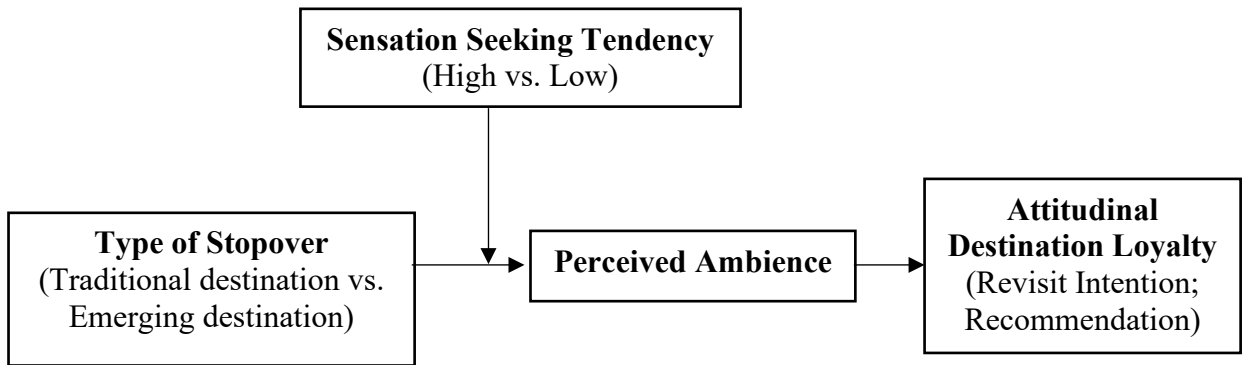 Sensation Seeking Tendency
(High vs. Low)
Type of Stopover
(Traditional destination vs.
Emerging destination)
Perceived Ambience
Attitudinal
Destination Loyalty
(Revisit Intention;
Recommendation)